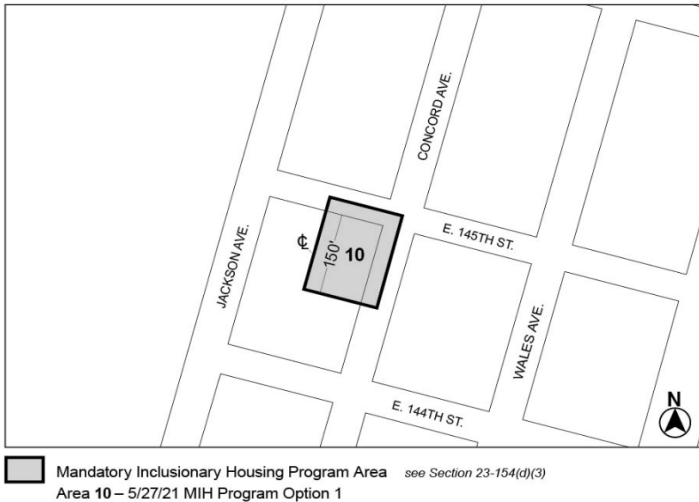 CONCORD AVE.
E. 145TH ST.
℄
150'
10
JACKSON AVE.
WALES AVE.
E. 144TH ST.
N
Mandatory Inclusionary Housing Program Area see Section 23-154(d)(3)
Area 10 – 5/27/21 MIH Program Option 1